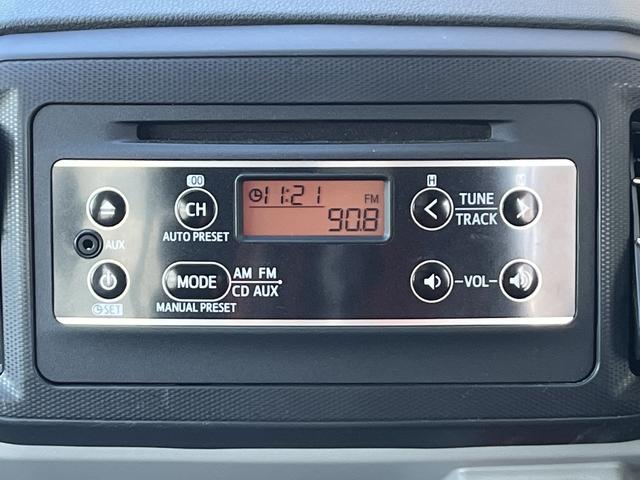 :00
H
M
11:21
FM
90.8
CH
AUTO PRESET
TUNE
TRACK
AUX
MODE
AM FM
CD AUX
MANUAL PRESET
SET
VOL